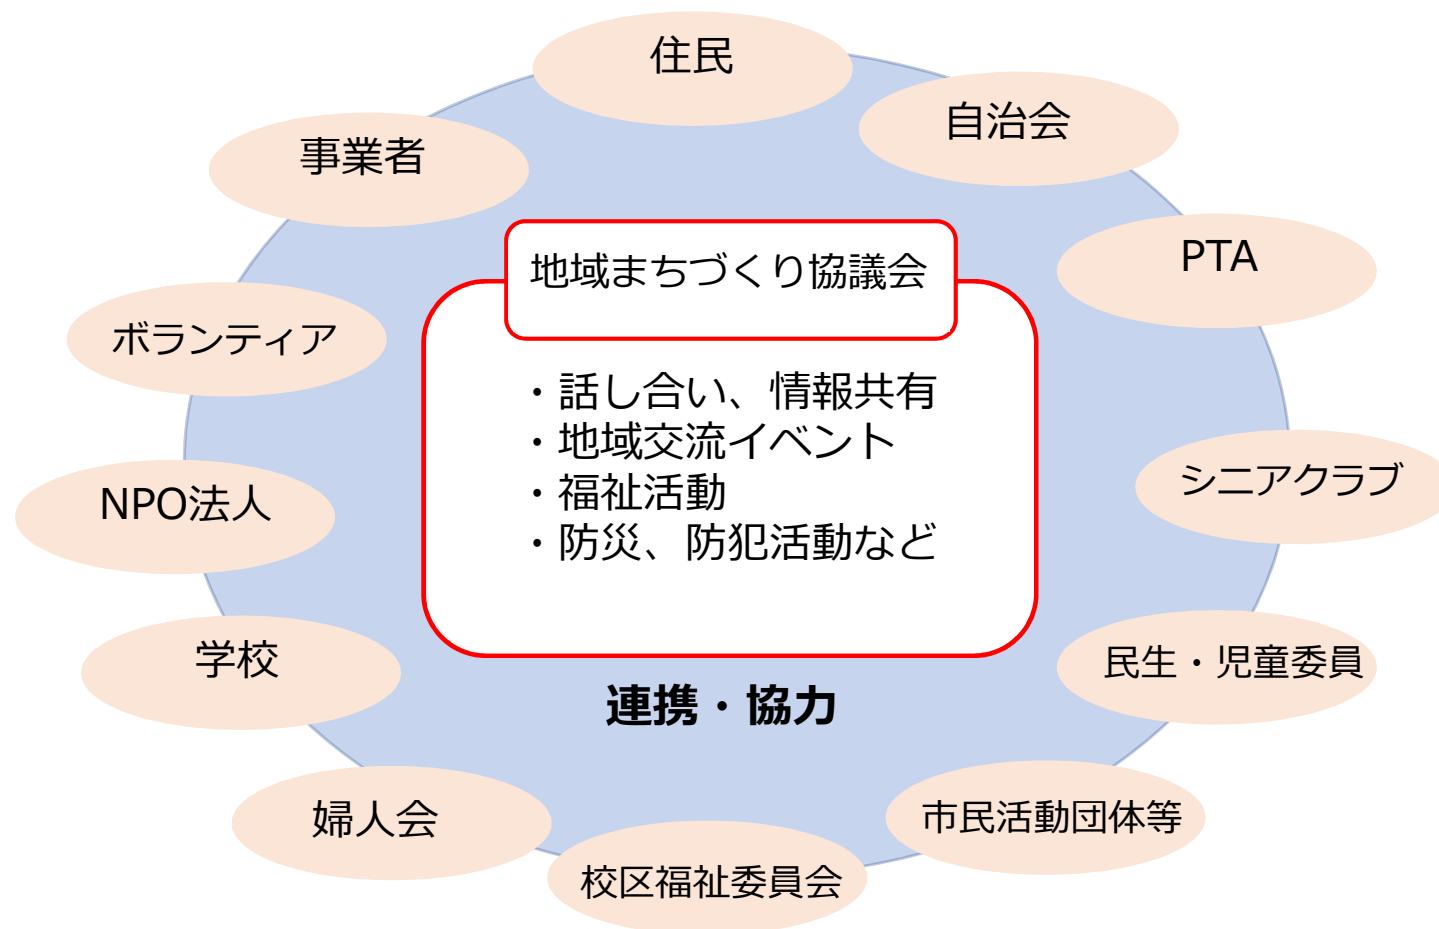 住民
自治会
事業者
PTA
地域まちづくり協議会
ボランティア
・話し合い、情報共有
・地域交流イベント
・福祉活動
・防災、防犯活動など
シニアクラブ
NPO法人
学校
民生・児童委員
連携・協力
婦人会
市民活動団体等
校区福祉委員会